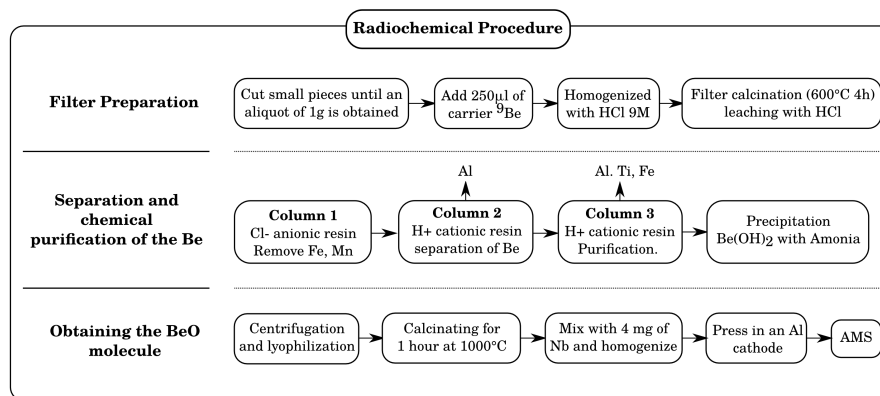 Radiochemical Procedure
Filter Preparation
Cut small pieces until an
aliquot of 1g is obtained
Add 250μl of
carrier ⁹Be
Homogenized
with HCl 9M
Filter calcination (600°C 4h)
leaching with HCl
Separation and
chemical
purification of the Be
Column 1
Cl- anionic resin
Remove Fe, Mn
Al
Column 2
H+ cationic resin
separation of Be
Al. Ti, Fe
Column 3
H+ cationic resin
Purification.
Precipitation
Be(OH)₂ with Amonia
Obtaining the BeO
molecule
Centrifugation
and lyophilization
Calcinating for
1 hour at 1000°C
Mix with 4 mg of
Nb and homogenize
Press in an Al
cathode
AMS